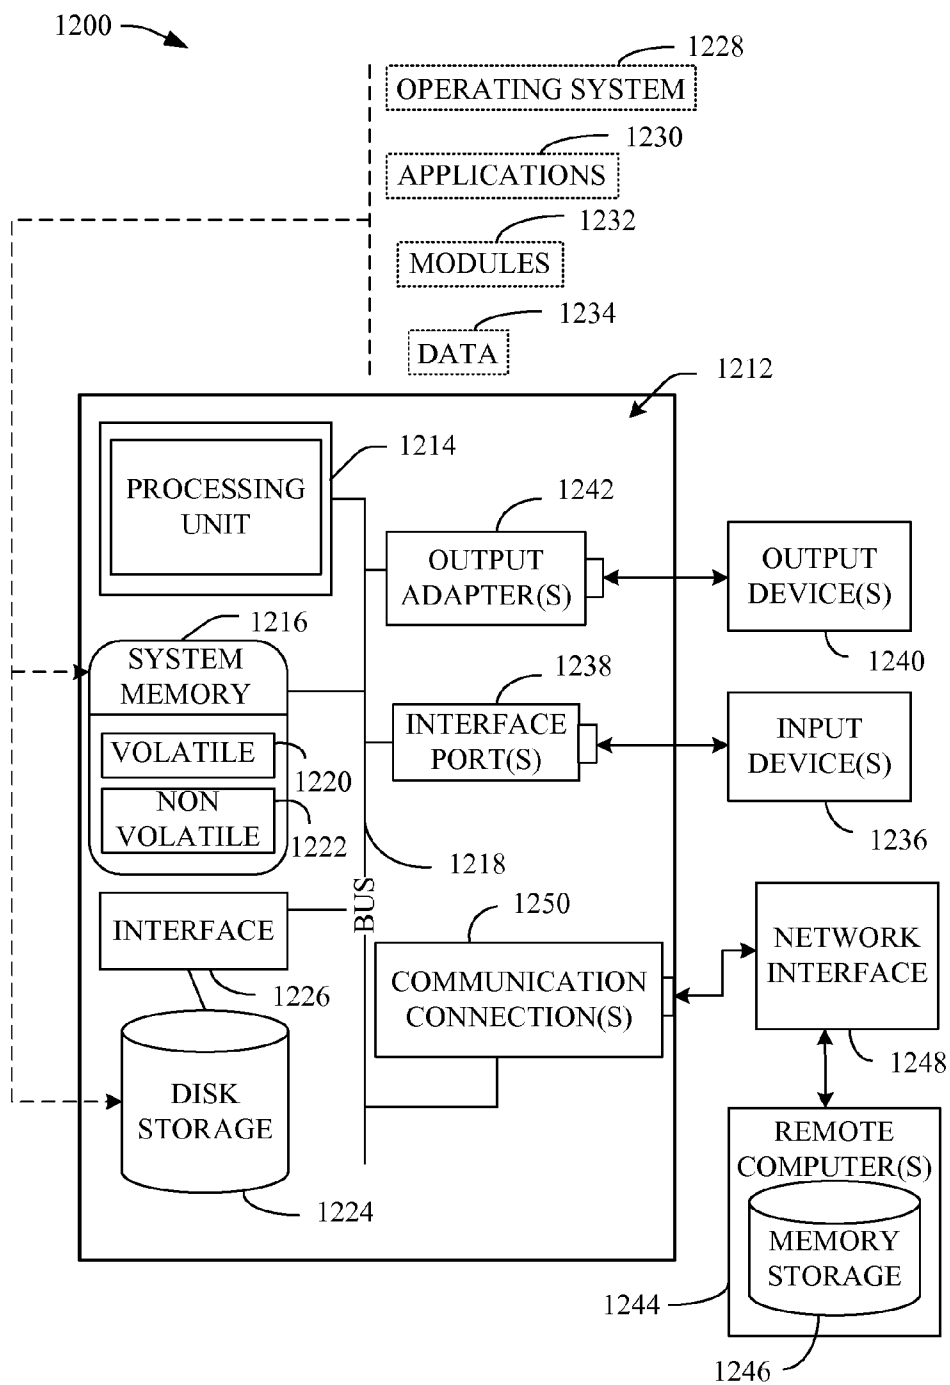 1200
1228
OPERATING SYSTEM
1230
APPLICATIONS
1232
MODULES
1234
DATA
1212
1214
PROCESSING
UNIT
1242
OUTPUT
ADAPTER(S)
OUTPUT
DEVICE(S)
1240
1216
SYSTEM
MEMORY
1238
INTERFACE
PORT(S)
INPUT
DEVICE(S)
1236
VOLATILE
1220
NON
VOLATILE
1222
1218
BUS
INTERFACE
1226
1250
COMMUNICATION
CONNECTION(S)
NETWORK
INTERFACE
1248
DISK
STORAGE
1224
REMOTE
COMPUTER(S)
MEMORY
STORAGE
1244
1246